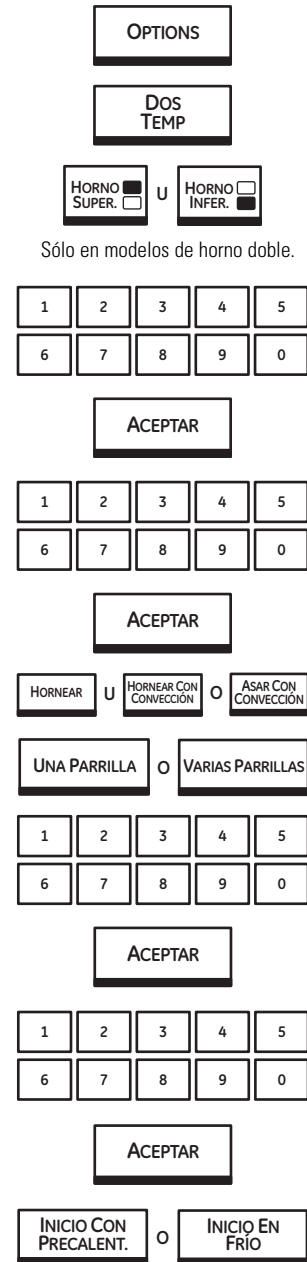 OPTIONS
DOS
TEMP
HORNO
SUPER.
U
HORNO
INFER.
Sólo en modelos de horno doble.
1 2 3 4 5
6 7 8 9 0
ACEPTAR
1 2 3 4 5
6 7 8 9 0
ACEPTAR
HORNEAR U HORNEAR CON
CONVECCIÓN O ASAR CON
CONVECCIÓN
UNA PARRILLA O VARIAS PARRILLAS
1 2 3 4 5
6 7 8 9 0
ACEPTAR
1 2 3 4 5
6 7 8 9 0
ACEPTAR
INICIO CON
PRECALENT.
O
INICIO EN
FRÍO